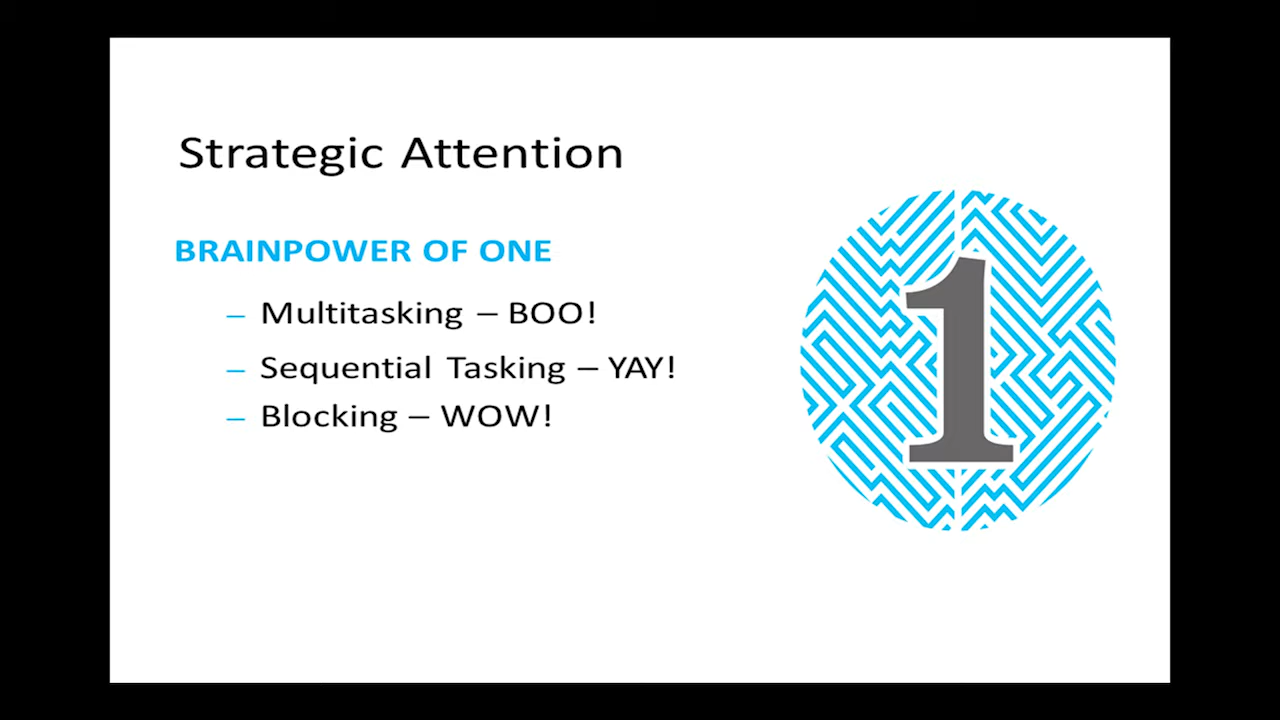 Strategic Attention
BRAINPOWER OF ONE
– Multitasking – BOO!
– Sequential Tasking – YAY!
– Blocking – WOW!
1